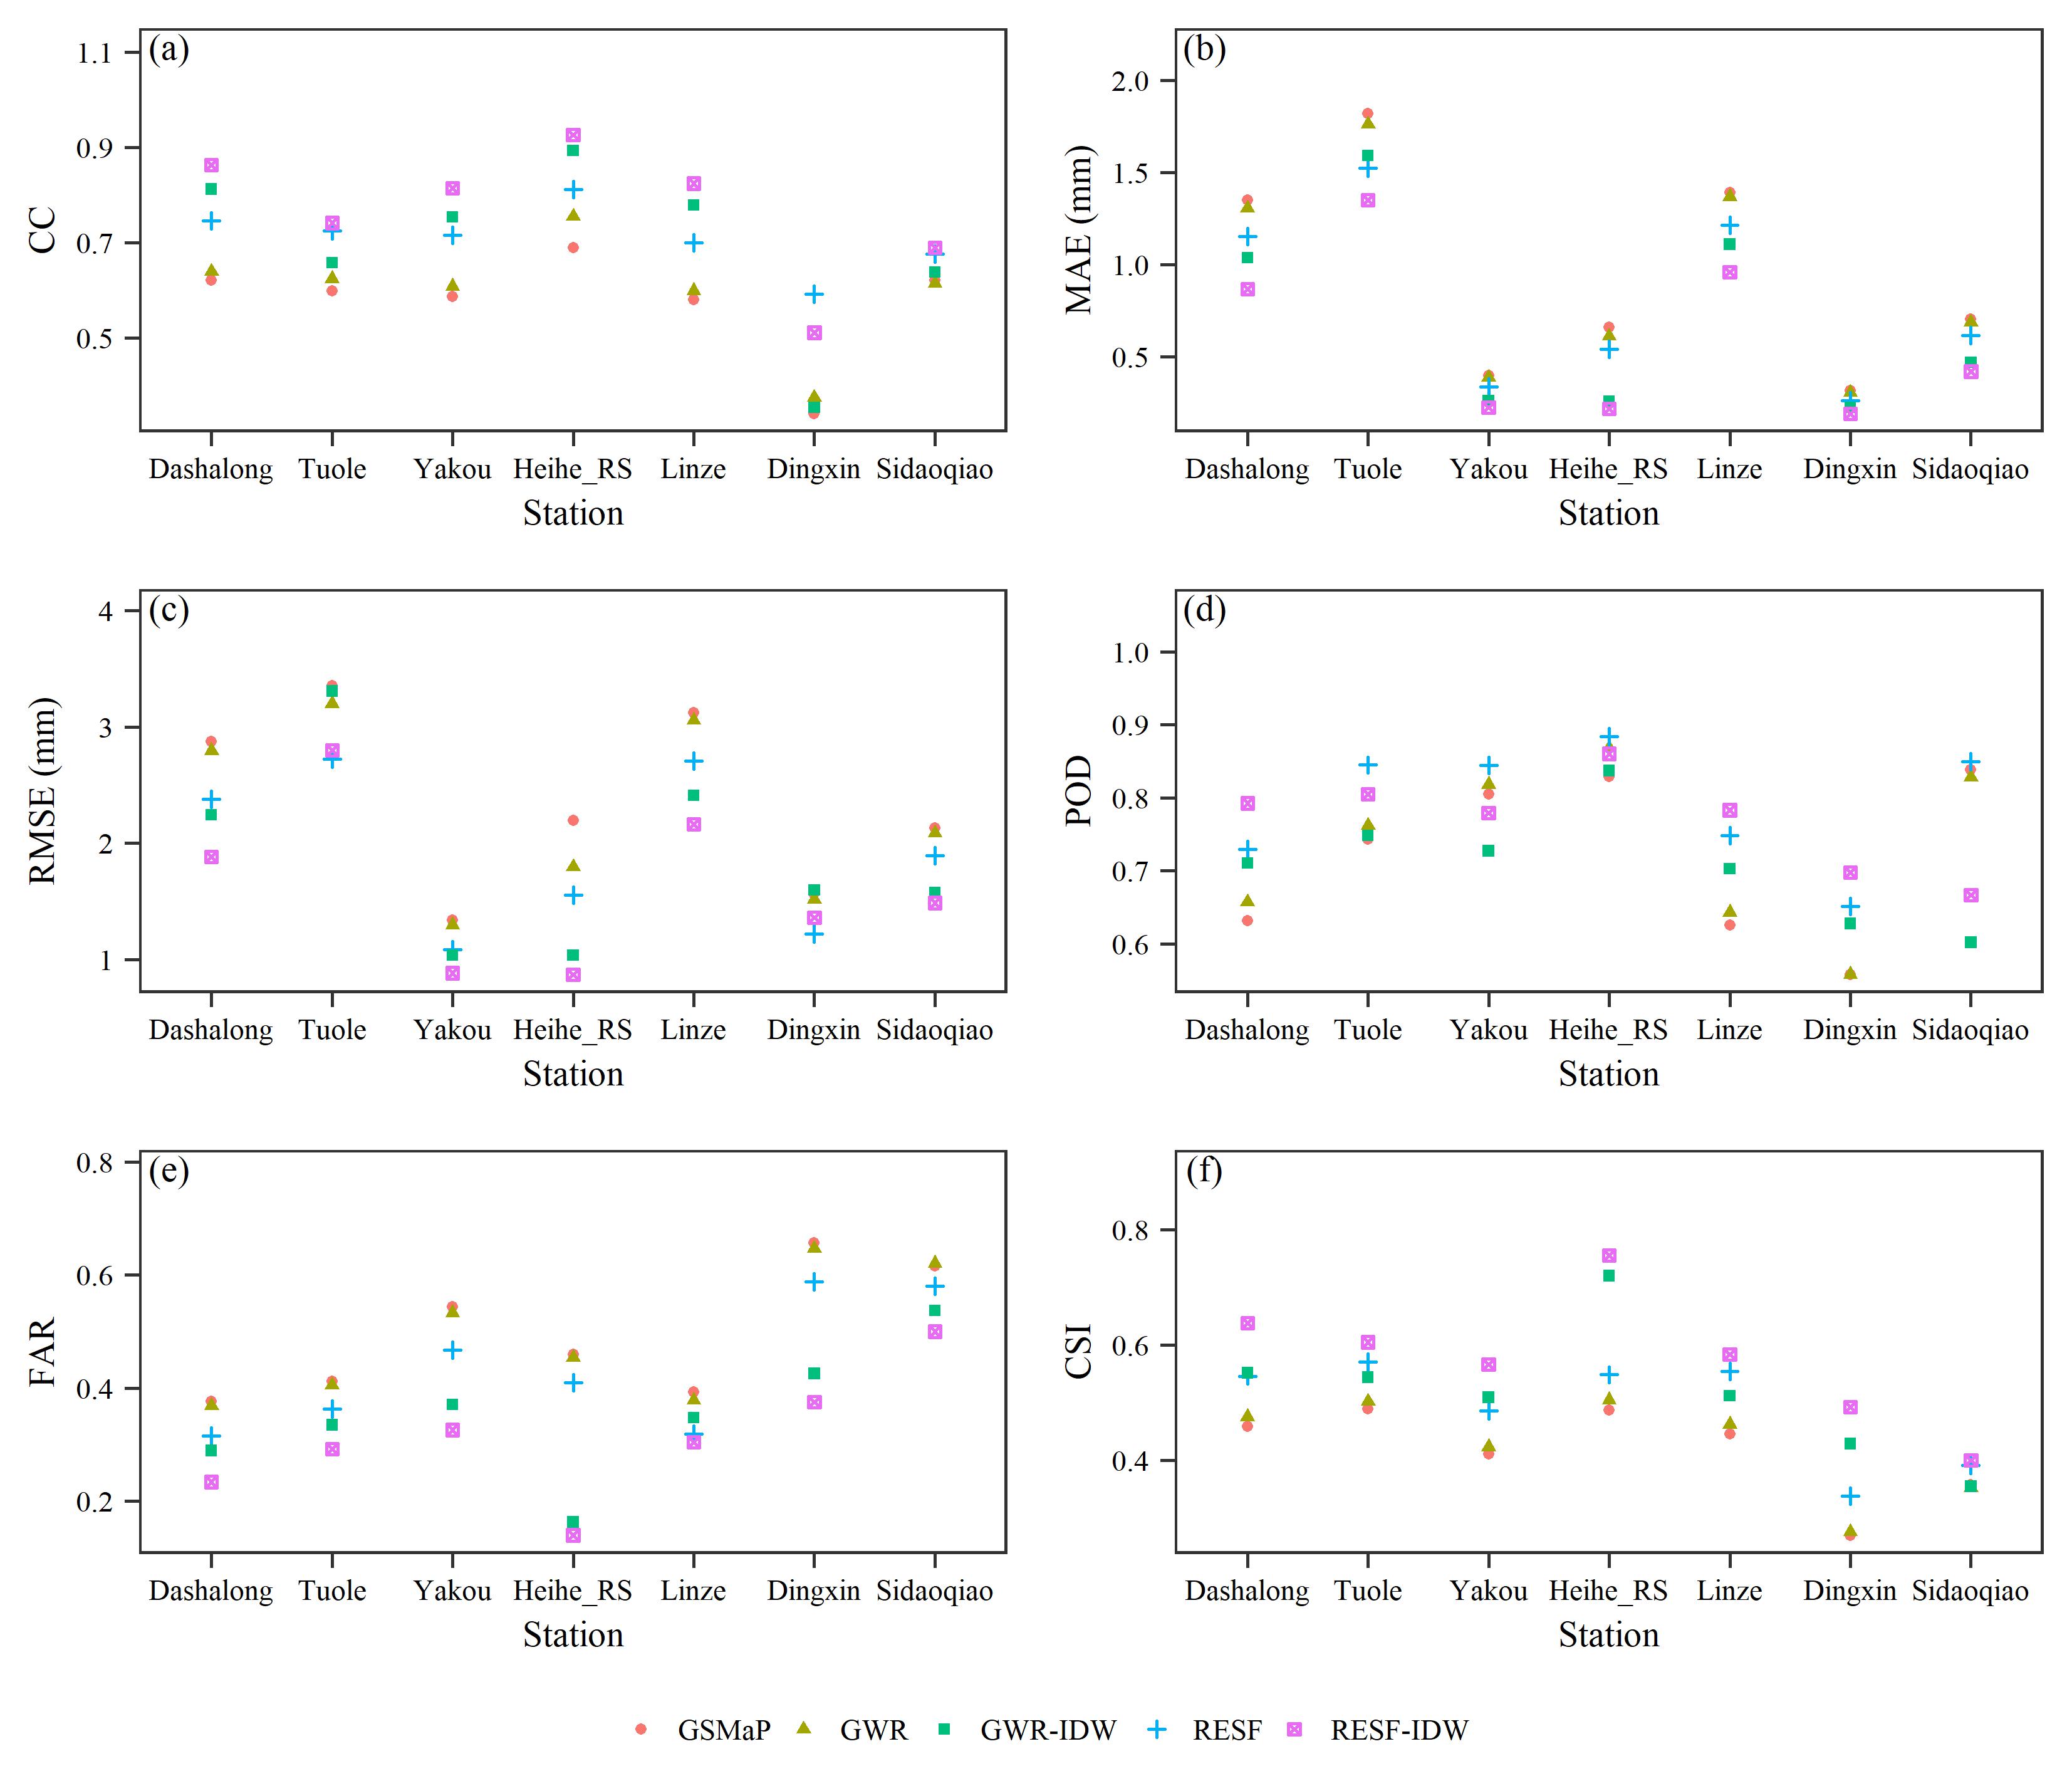 (a)
CC
1.1
0.9
0.7
0.5
Dashalong Tuole Yakou Heihe_RS Linze Dingxin Sidaoqiao
Station
(b)
MAE (mm)
2.0
1.5
1.0
0.5
Dashalong Tuole Yakou Heihe_RS Linze Dingxin Sidaoqiao
Station
(c)
RMSE (mm)
4
3
2
1
Dashalong Tuole Yakou Heihe_RS Linze Dingxin Sidaoqiao
Station
(d)
POD
1.0
0.9
0.8
0.7
0.6
Dashalong Tuole Yakou Heihe_RS Linze Dingxin Sidaoqiao
Station
(e)
FAR
0.8
0.6
0.4
0.2
Dashalong Tuole Yakou Heihe_RS Linze Dingxin Sidaoqiao
Station
(f)
CSI
0.8
0.6
0.4
Dashalong Tuole Yakou Heihe_RS Linze Dingxin Sidaoqiao
Station
GSMaP GWR GWR-IDW RESF RESF-IDW